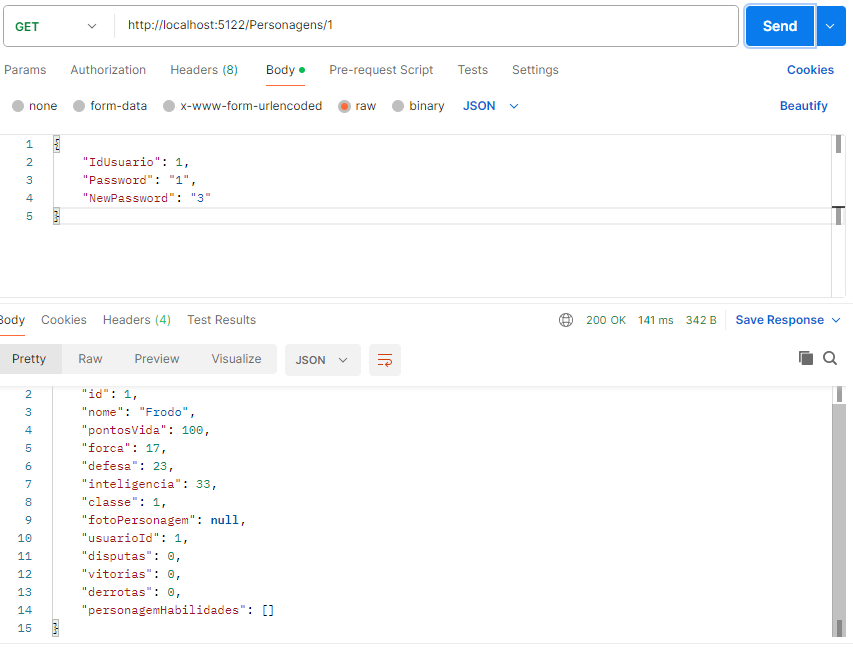 GET http://localhost:5122/Personagens/1 Send
Params Authorization Headers (8) Body Pre-request Script Tests Settings Cookies
none form-data x-www-form-urlencoded raw binary JSON Beautify
1 {
2 "IdUsuario": 1,
3 "Password": "1",
4 "NewPassword": "3"
5 }
Body Cookies Headers (4) Test Results 200 OK 141 ms 342 B Save Response
Pretty Raw Preview Visualize JSON
2 "id": 1,
3 "nome": "Frodo",
4 "pontosVida": 100,
5 "forca": 17,
6 "defesa": 23,
7 "inteligencia": 33,
8 "classe": 1,
9 "fotoPersonagem": null,
10 "usuarioId": 1,
11 "disputas": 0,
12 "vitorias": 0,
13 "derrotas": 0,
14 "personagemHabilidades": []
15 }